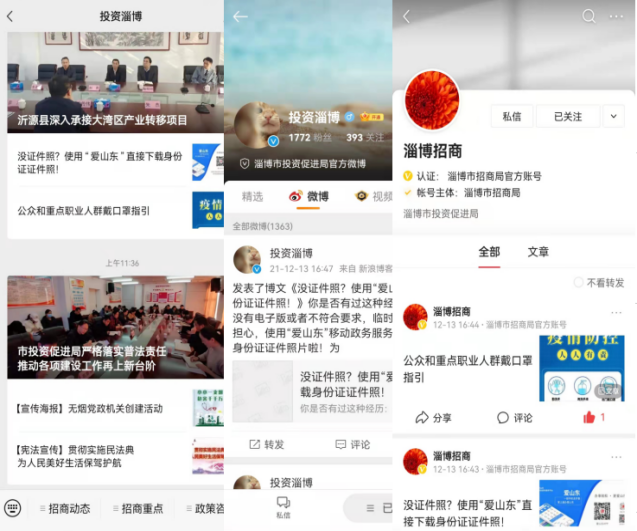 投资淄博
沂源县深入承接大湾区产业转移项目
没证件照？使用“爱山东”直接下载身份
证证件照！
公众和重点职业人群戴口罩指引
上午11:36
市投资促进局严格落实普法责任
推动各项建设工作再上新台阶
【宣传海报】无烟党政机关创建活动
【宪法宣传】贯彻实施民法典
为人民美好生活保驾护航
招商动态
招商重点
政策咨
投资淄博
1772 粉丝 393 关注
淄博市投资促进局官方微博
精选
微博
视频
全部微博(1363)
投资淄博
21-12-13 16:47 来自 新浪博客
发表了博文《没证件照？使用“爱山
份证证件照！》你是否有过这种经
没有电子版或者不符合要求，临时
担心，使用“爱山东”移动政务服务
身份证证件照片啦！为
没证件照？使用“爱
载身份证证件照！
你是否有过这种经历：
转发
评论
投资淄博
私信
已
私信
已关注
淄博招商
认证：淄博市招商局官方账号
帐号主体：淄博市招商局
淄博市投资促进局
全部
文章
不看转发
淄博招商
12-13 16:44 · 淄博市招商局官方账号
公众和重点职业人群戴口罩
指引
疫情防控
人人有责
分享
评论
1
淄博招商
12-13 16:43 · 淄博市招商局官方账号
没证件照？使用“爱山东”直
接下载身份证证件照！
爱山东